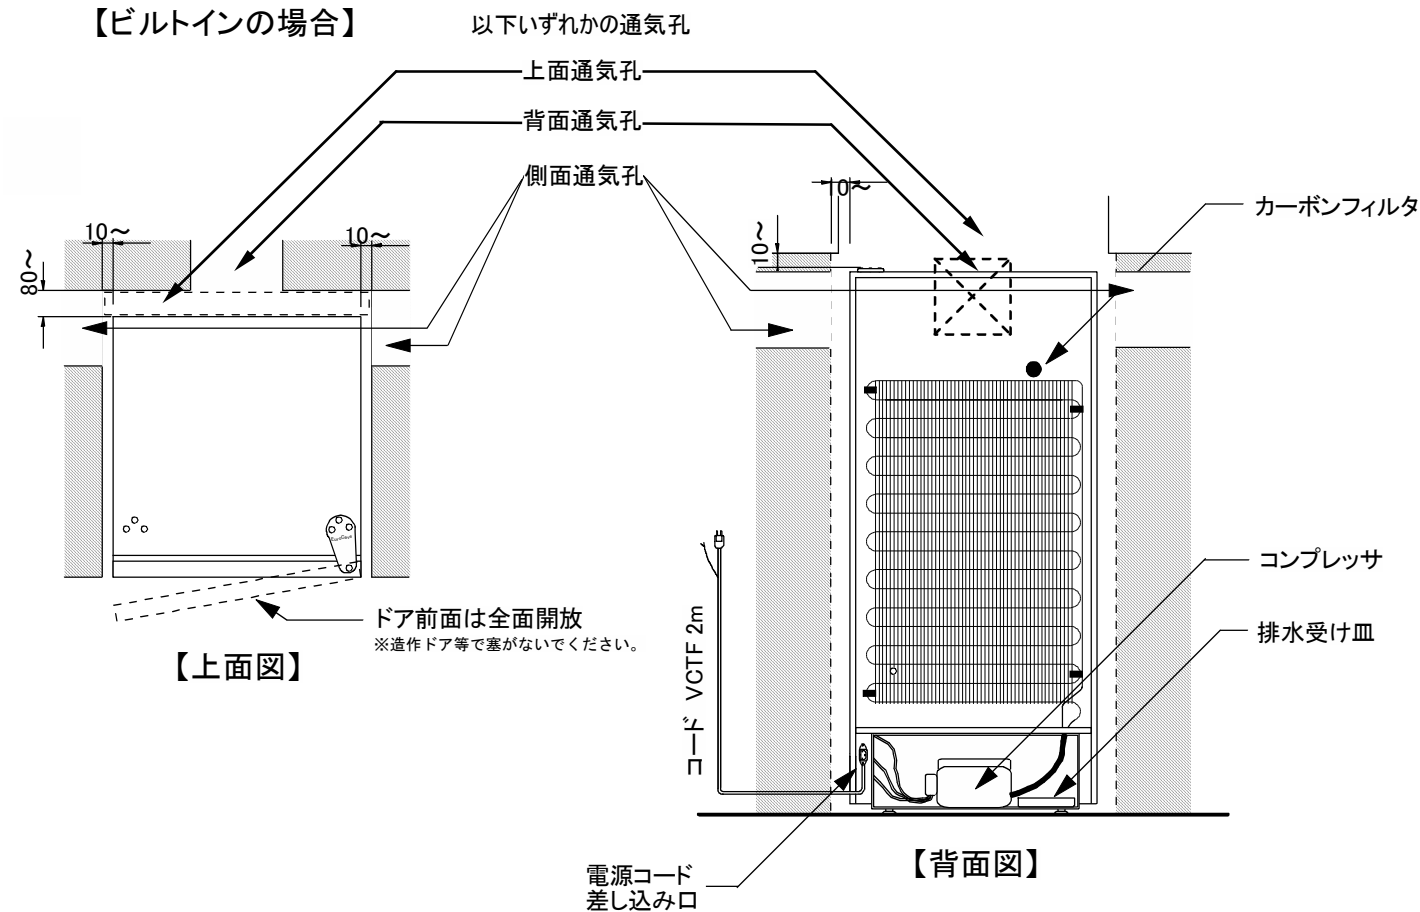 【ビルトインの場合】
以下いずれかの通気孔
上面通気孔
背面通気孔
側面通気孔
10～
10～
80～
10～
10～
カーボンフィルタ
EuroCave
ドア前面は全面開放
※造作ドア等で塞がないでください。
【上面図】
コード VCTF 2m
コンプレッサ
排水受け皿
電源コード
差し込み口
【背面図】